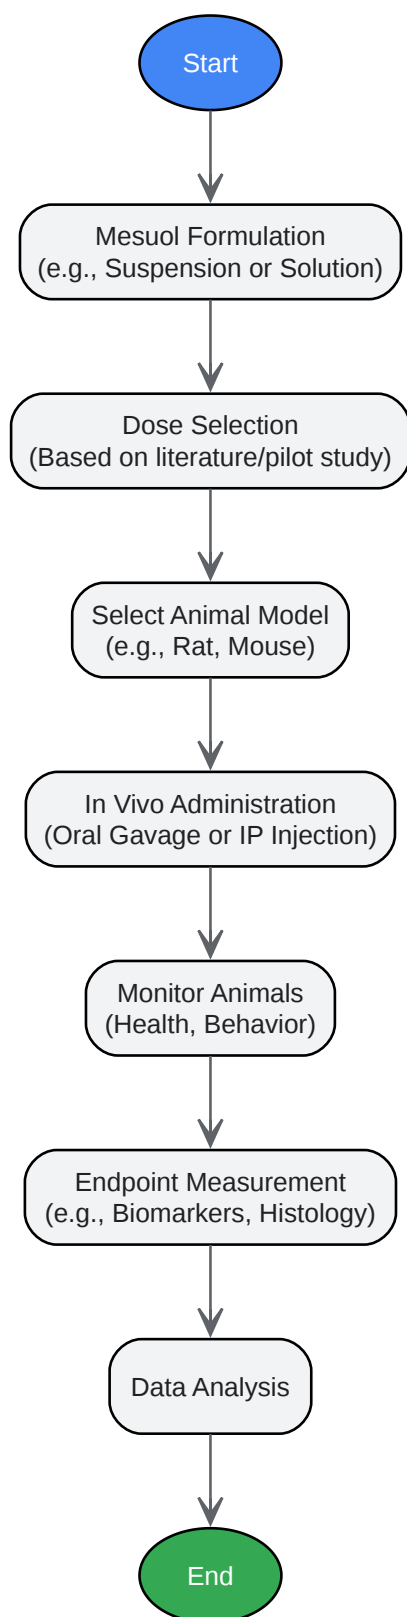 Start
Mesuol Formulation
(e.g., Suspension or Solution)
Dose Selection
(Based on literature/pilot study)
Select Animal Model
(e.g., Rat, Mouse)
In Vivo Administration
(Oral Gavage or IP Injection)
Monitor Animals
(Health, Behavior)
Endpoint Measurement
(e.g., Biomarkers, Histology)
Data Analysis
End